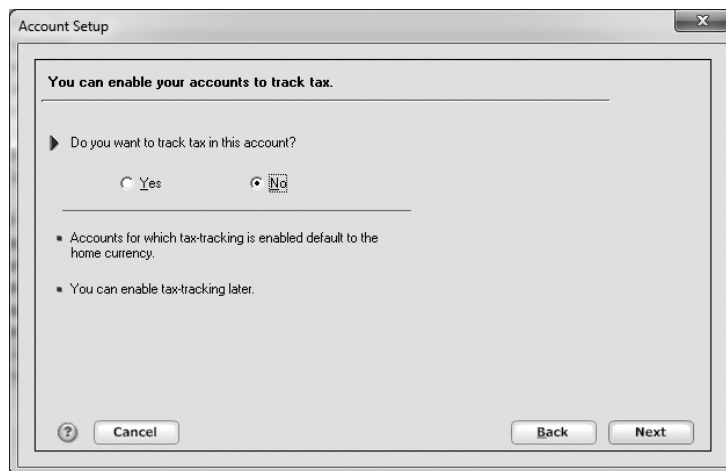 Account Setup
X
You can enable your accounts to track tax.
Do you want to track tax in this account?
Yes No
Accounts for which tax-tracking is enabled default to the
home currency.
You can enable tax-tracking later.
? Cancel Back Next